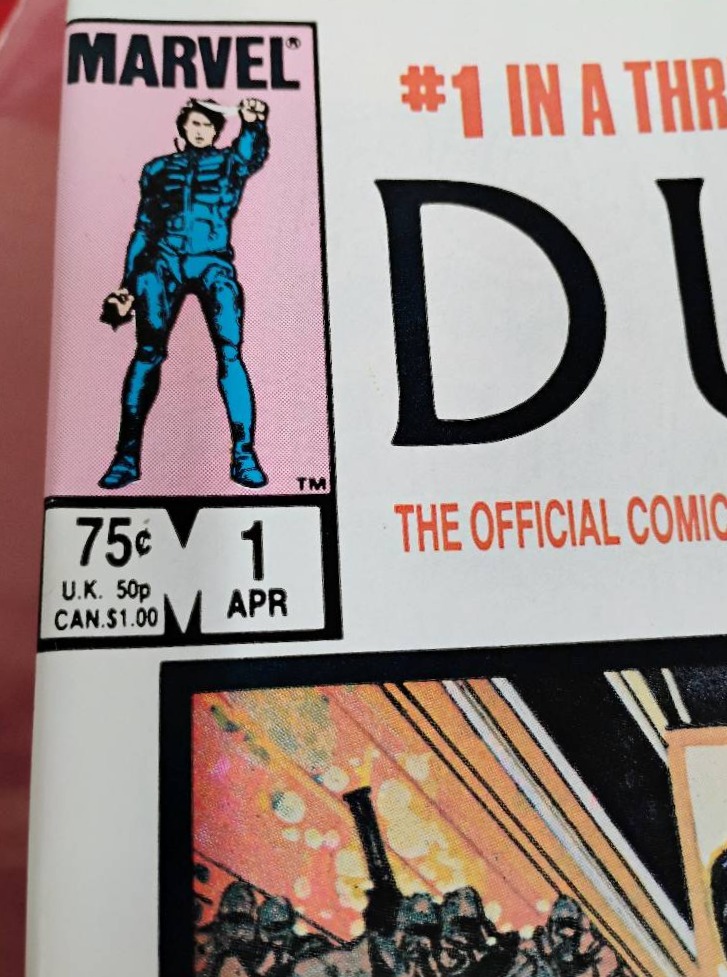 MARVEL®
#1 IN A THR
DU
THE OFFICIAL COMIC
TM
75¢
U.K. 50p
CAN.$1.00
1
APR